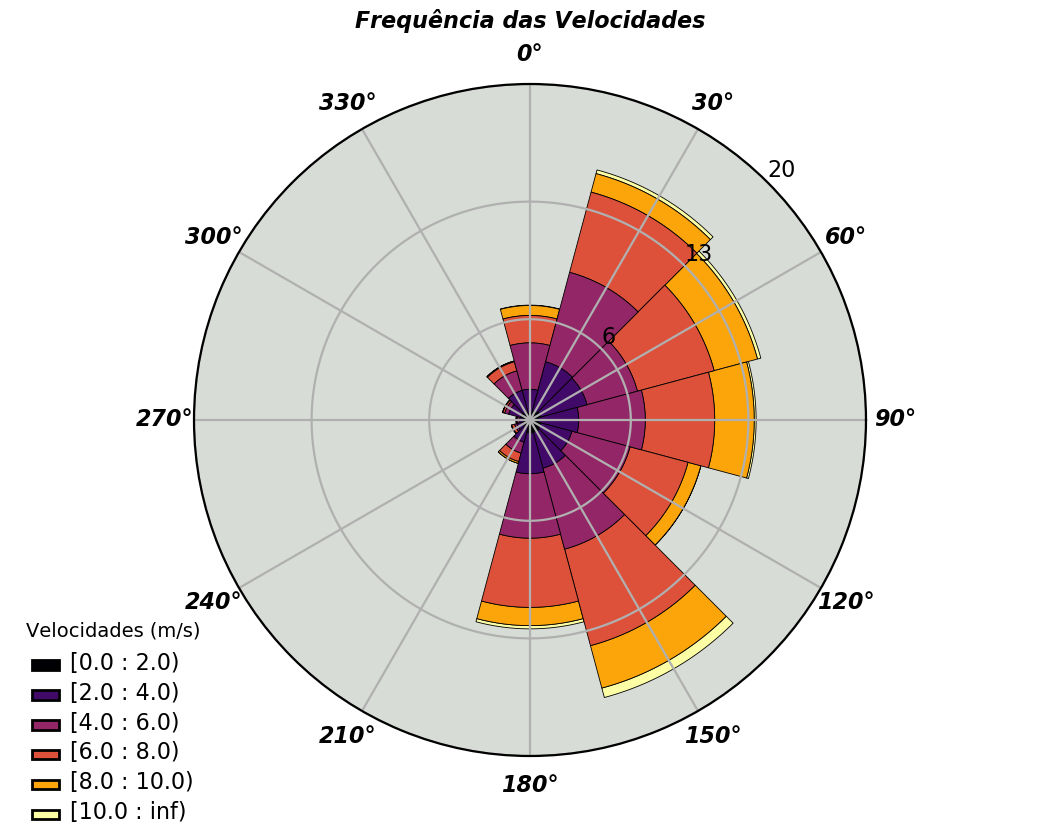 Frequência das Velocidades
0°
330°
30°
20
300°
60°
13
6
270°
90°
240°
120°
210°
150°
180°
Velocidades (m/s)
[0.0 : 2.0)
[2.0 : 4.0)
[4.0 : 6.0)
[6.0 : 8.0)
[8.0 : 10.0)
[10.0 : inf)